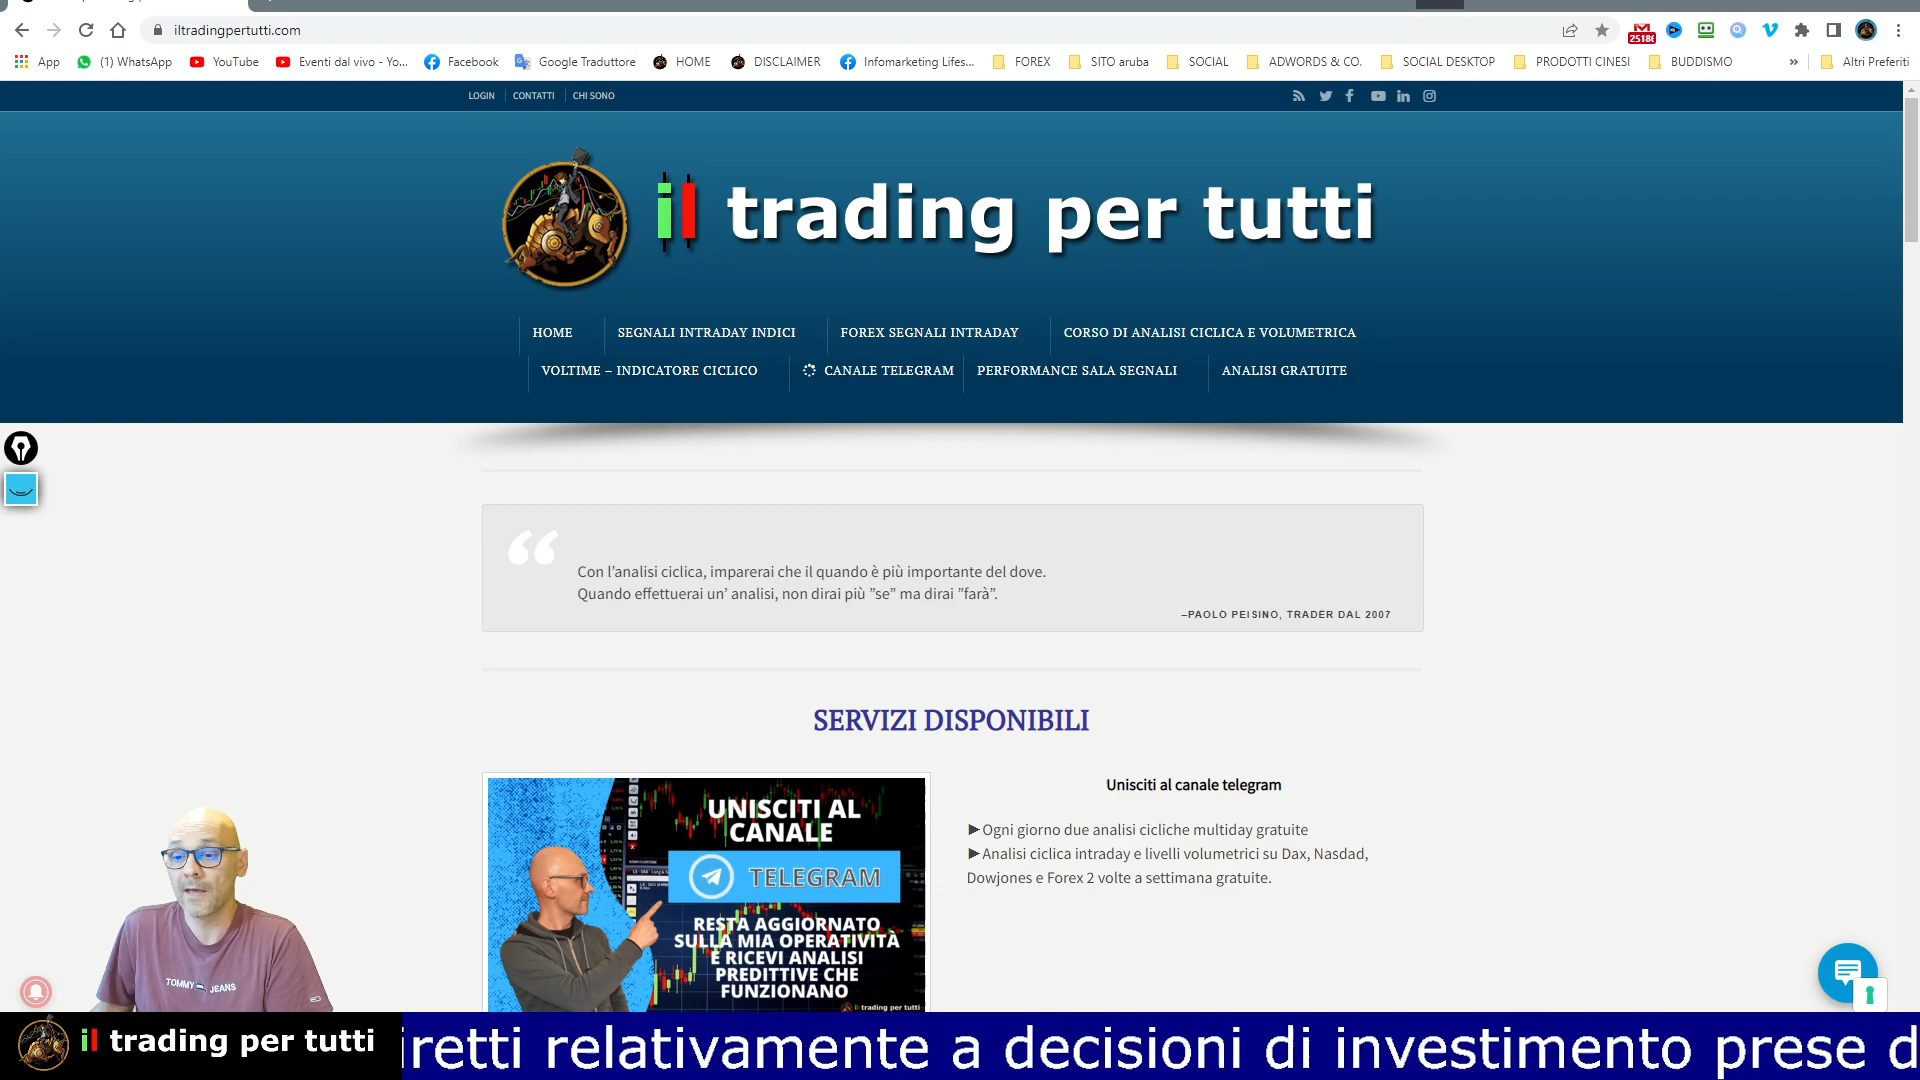 iltradingpertutti.com
2518
App
(1) WhatsApp
YouTube
Eventi dal vivo - Yo...
Facebook
Google Traduttore
HOME
DISCLAIMER
Infomarketing Lifes...
FOREX
SITO aruba
SOCIAL
ADWORDS & CO.
SOCIAL DESKTOP
PRODOTTI CINESI
BUDDISMO
»
Altri Preferiti
LOGIN
CONTATTI
CHI SONO
il trading per tutti
HOME
SEGNALI INTRADAY INDICI
FOREX SEGNALI INTRADAY
CORSO DI ANALISI CICLICA E VOLUMETRICA
VOLTIME – INDICATORE CICLICO
CANALE TELEGRAM
PERFORMANCE SALA SEGNALI
ANALISI GRATUITE
Con l’analisi ciclica, imparerai che il quando è più importante del dove.
Quando effettuerai un’ analisi, non dirai più ”se” ma dirai ”farà”.
–PAOLO PEISINO, TRADER DAL 2007
SERVIZI DISPONIBILI
UNISCITI AL
CANALE
TELEGRAM
RESTA AGGIORNATO
SULLA MIA OPERATIVITÀ
E RICEVI ANALISI
PREDITTIVE CHE
FUNZIONANO
il trading per tutti
Unisciti al canale telegram
►Ogni giorno due analisi cicliche multiday gratuite
►Analisi ciclica intraday e livelli volumetrici su Dax, Nasdad,
Dowjones e Forex 2 volte a settimana gratuite.
TOMMY JEANS
il trading per tutti
iretti relativamente a decisioni di investimento prese d